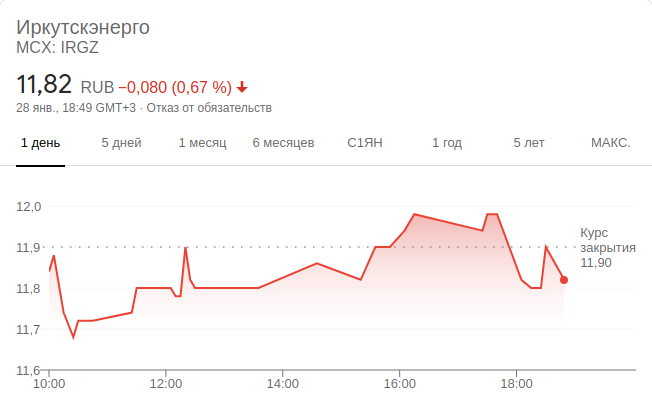 Иркутскэнерго
MCX: IRGZ
11,82 RUB −0,080 (0,67 %)
28 янв., 18:49 GMT+3 · Отказ от обязательств
1 день 5 дней 1 месяц 6 месяцев С1ЯН 1 год 5 лет МАКС.
12,0
11,9
11,8
11,7
11,6
Курс
закрытия
11,90
10:00 12:00 14:00 16:00 18:00